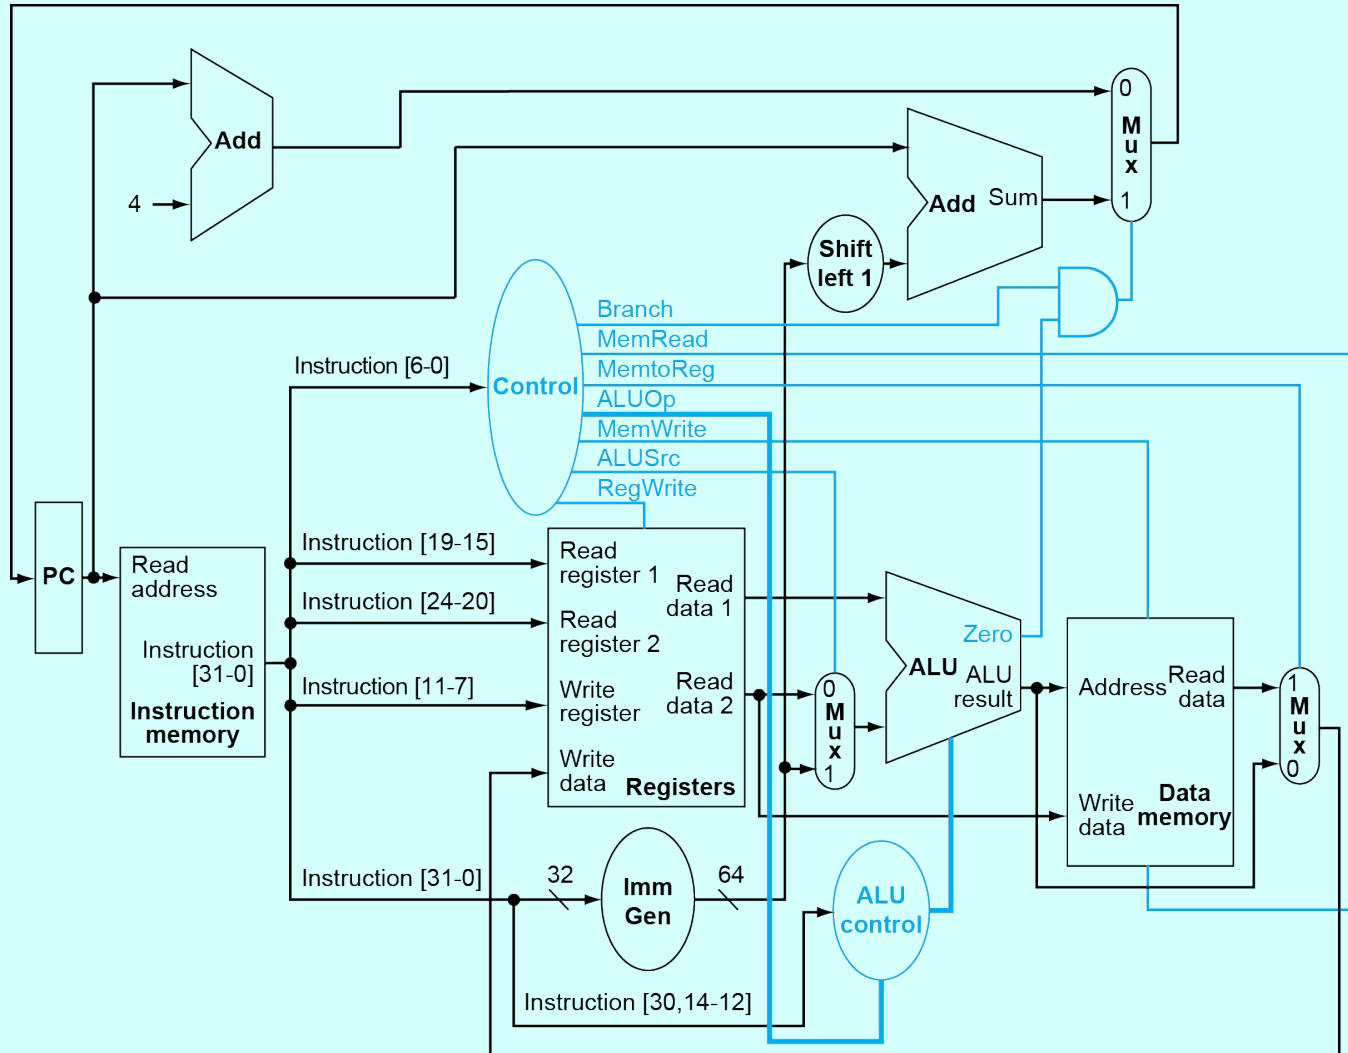 0
Mux
1
Add
4
Add
Sum
Shift
left 1
Branch
MemRead
MemtoReg
ALUOp
MemWrite
ALUSrc
RegWrite
Instruction [6-0]
Control
PC
Read
address
Instruction
[31-0]
Instruction
memory
Instruction [19-15]
Instruction [24-20]
Instruction [11-7]
Read
register 1
Read
register 2
Write
register
Write
data
Read
data 1
Read
data 2
Registers
0
Mux
1
Zero
ALU
ALU
result
Address
Read
data
Write
data
Data
memory
1
Mux
0
Instruction [31-0]
32
Imm
Gen
64
ALU
control
Instruction [30,14-12]